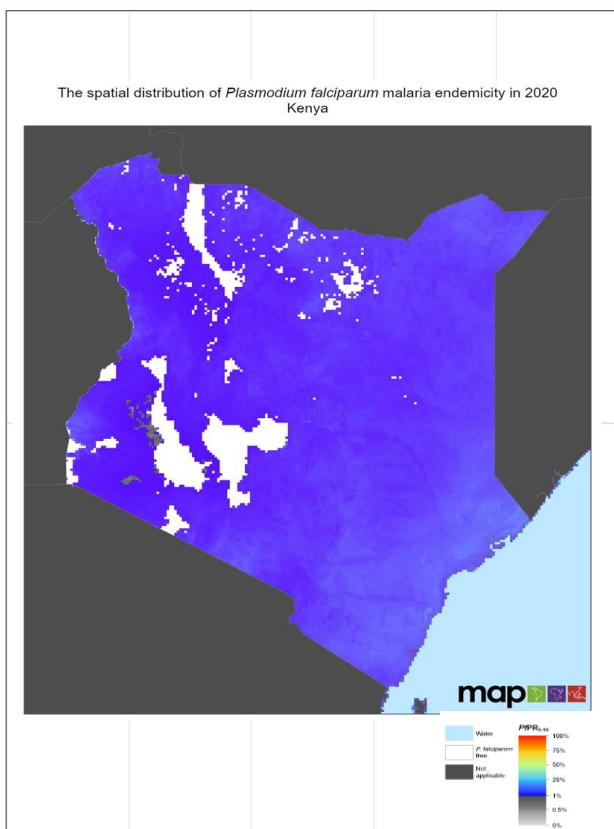 The spatial distribution of Plasmodium falciparum malaria endemicity in 2020
Kenya
map
Water
P. falciparum
free
Not
applicable
100%
75%
50%
25%
1%
0.5%
0%